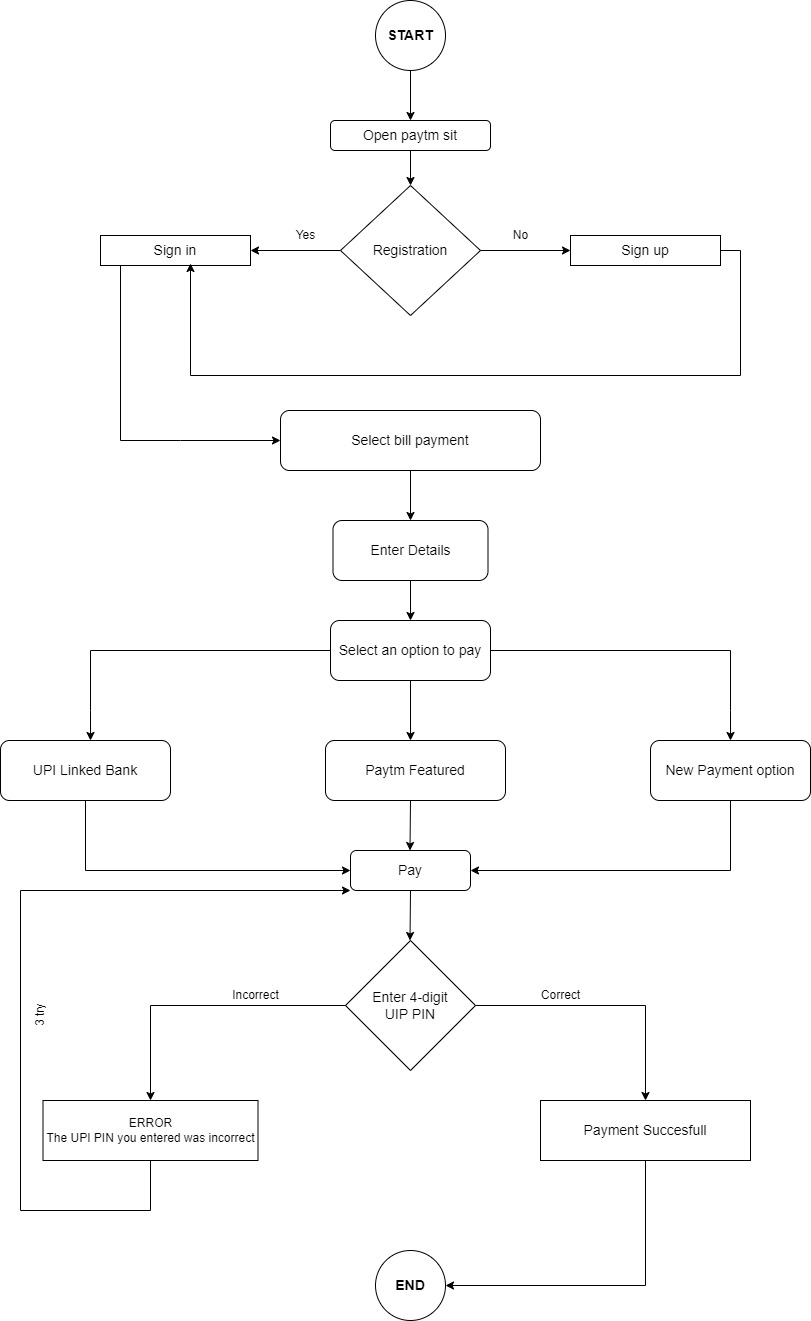 START
Open paytm sit
Yes
No
Sign in
Registration
Sign up
Select bill payment
Enter Details
Select an option to pay
UPI Linked Bank
Paytm Featured
New Payment option
Pay
Incorrect
Correct
Enter 4-digit
UIP PIN
3 try
ERROR
The UPI PIN you entered was incorrect
Payment Succesfull
END